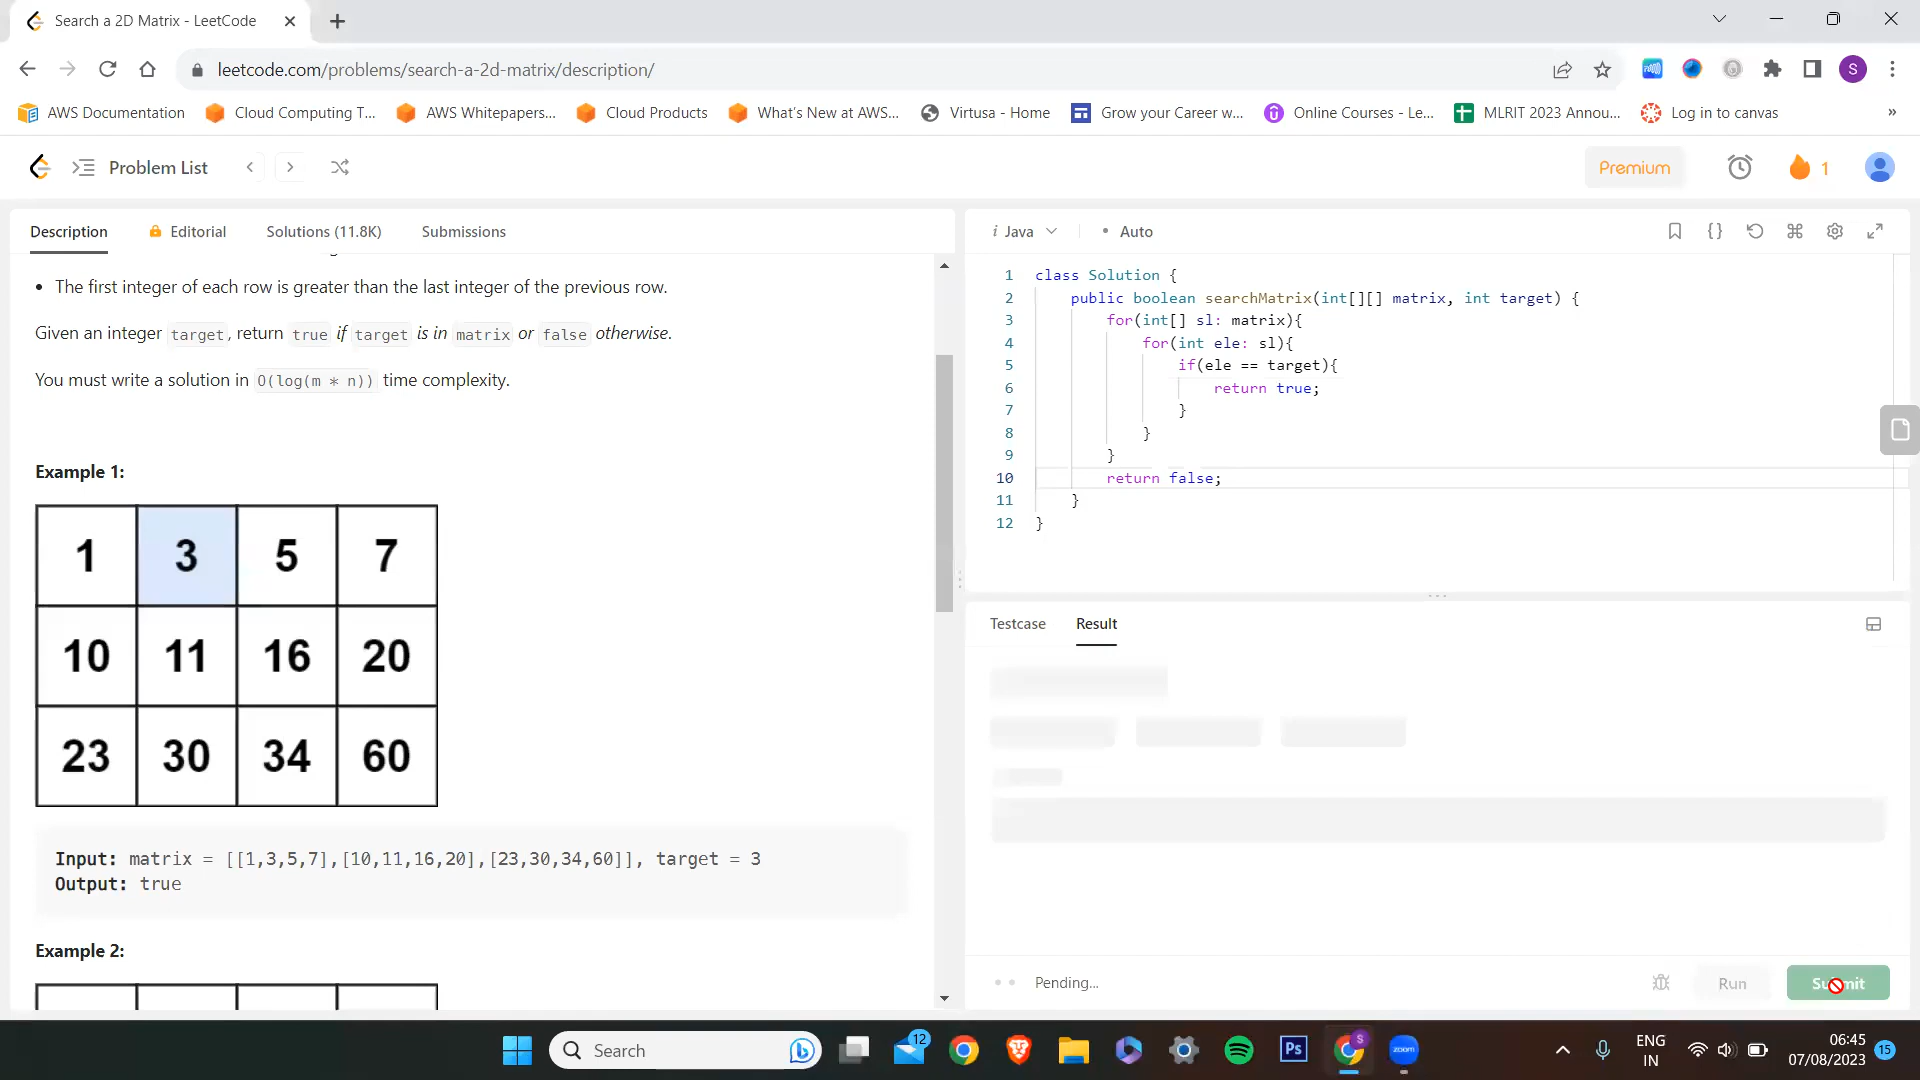 Search a 2D Matrix - LeetCode
leetcode.com/problems/search-a-2d-matrix/description/
S
AWS Documentation
Cloud Computing T...
AWS Whitepapers...
Cloud Products
What's New at AWS...
Virtusa - Home
Grow your Career w...
Online Courses - Le...
MLRIT 2023 Annou...
Log in to canvas
»
Problem List
Premium
1
Description
Editorial
Solutions (11.8K)
Submissions
• The first integer of each row is greater than the last integer of the previous row.
Given an integer target, return true if target is in matrix or false otherwise.
You must write a solution in O(log(m * n)) time complexity.
Example 1:
1 3 5 7
10 11 16 20
23 30 34 60
Input: matrix = [[1,3,5,7],[10,11,16,20],[23,30,34,60]], target = 3
Output: true
Example 2:
i Java
• Auto
{}
1 class Solution {
2 public boolean searchMatrix(int[][] matrix, int target) {
3 for(int[] sl: matrix){
4 for(int ele: sl){
5 if(ele == target){
6 return true;
7 }
8 }
9 }
10 return false;
11 }
12 }
Testcase
Result
Pending...
Run
Submit
Search
12
Ps
S
zoom
ENG
IN
06:45
07/08/2023
15